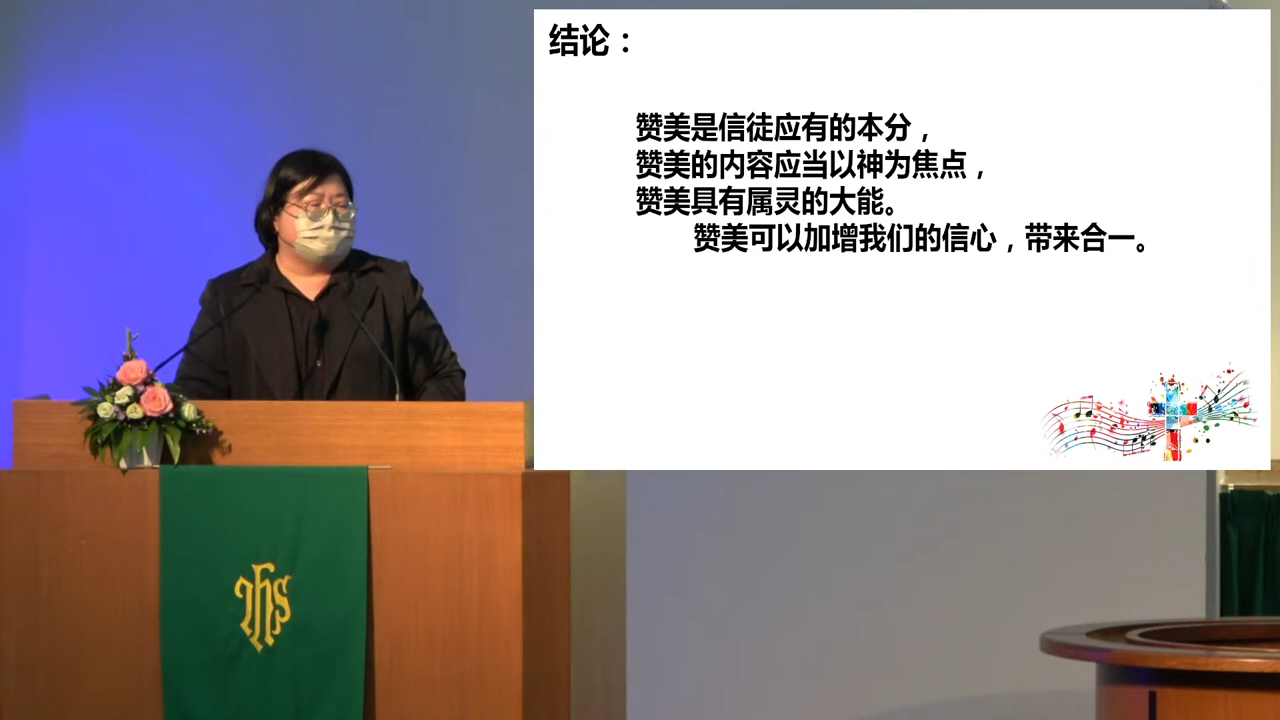 结论：
赞美是信徒应有的本分，
赞美的内容应当以神为焦点，
赞美具有属灵的大能。
赞美可以加增我们的信心，带来合一。
IHS